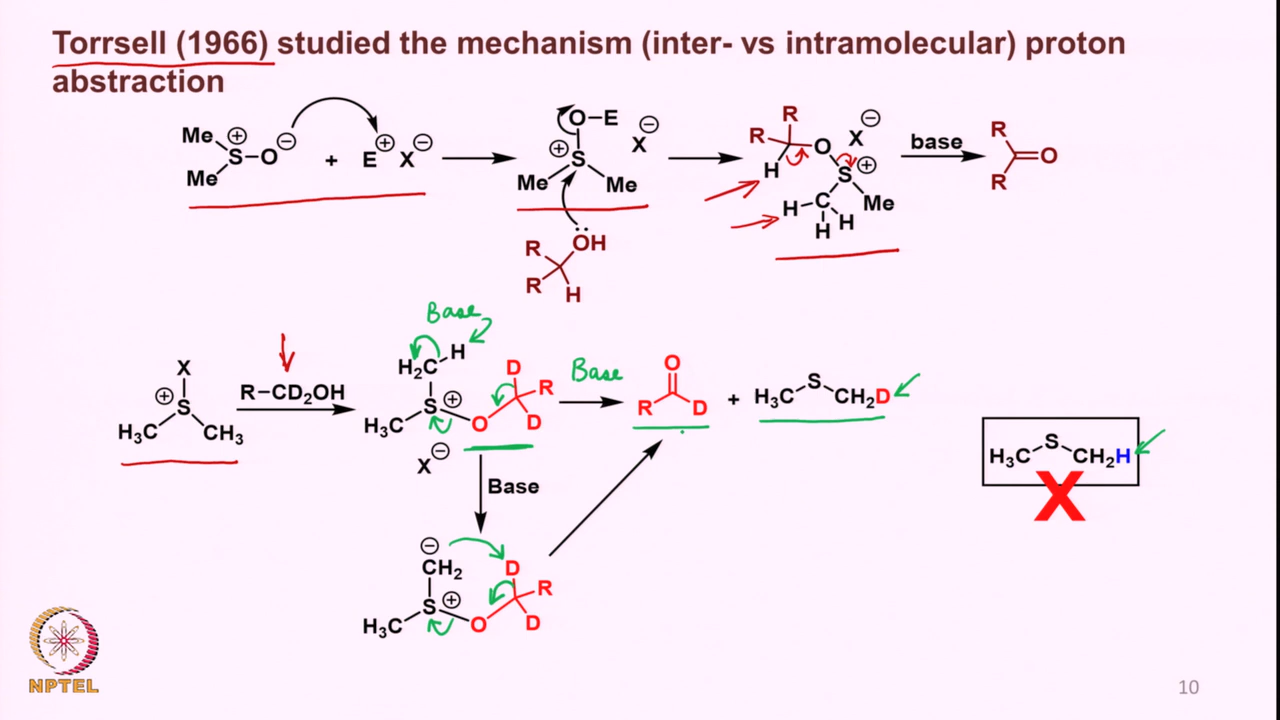 Torrsell (1966) studied the mechanism (inter- vs intramolecular) proton
abstraction
Me Me S⊕–O⊖ + E⊕ X⊖
O–E X⊖ ⊕ S Me Me
R R OH H
R R H O X⊖ S⊕ H–C H H Me
base
R R O
Base
X ⊕ S H₃C CH₃
R–CD₂OH
H₂C H D R S⊕ O D H₃C X⊖
Base
O R D + H₃C S CH₂D
H₃C S CH₂H
X
Base
⊖ CH₂ D R S⊕ O D H₃C
NPTEL
10